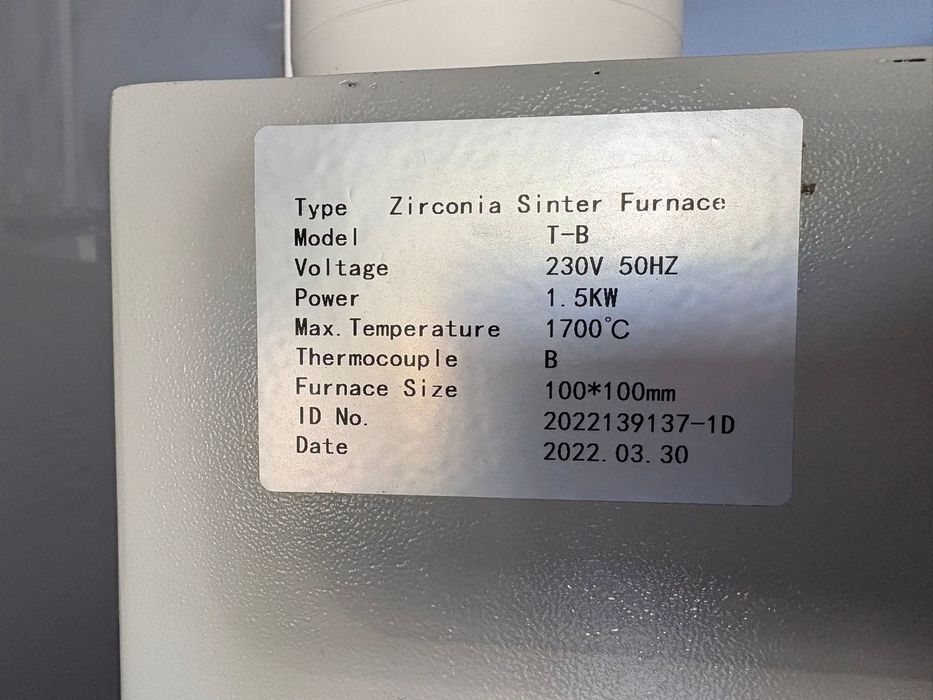 Type Zirconia Sinter Furnace
Model T-B
Voltage 230V 50HZ
Power 1.5KW
Max.Temperature 1700°C
Thermocouple B
Furnace Size 100*100mm
ID No. 2022139137-1D
Date 2022.03.30